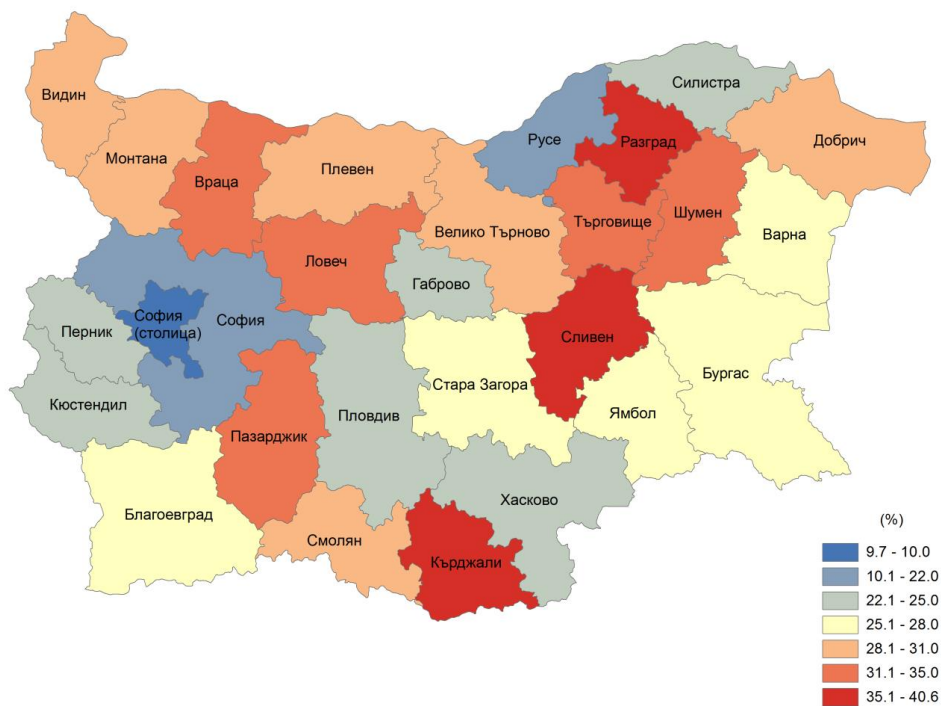 Силистра
Видин
Русе
Разград
Добрич
Монтана
Плевен
Враца
Търговище
Шумен
Велико Търново
Варна
Ловеч
Габрово
София
(столица)
София
Перник
Сливен
Бургас
Стара Загора
Кюстендил
Пловдив
Ямбол
Пазарджик
Хасково
Благоевград
Смолян
Кърджали
(%)
9.7 - 10.0
10.1 - 22.0
22.1 - 25.0
25.1 - 28.0
28.1 - 31.0
31.1 - 35.0
35.1 - 40.6